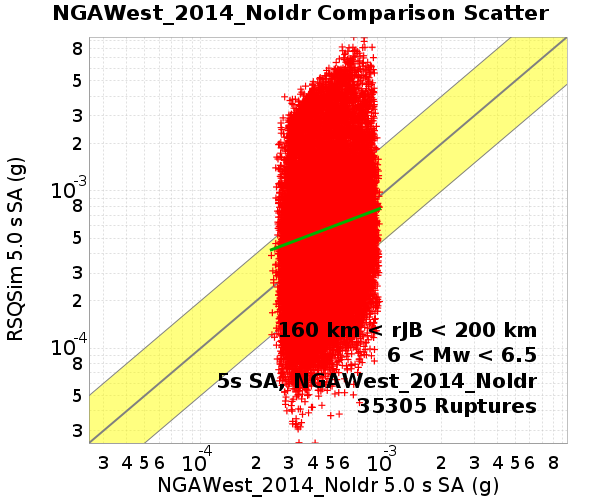 NGAWest_2014_NoIdr Comparison Scatter
RSQSim 5.0 s SA (g)
8
5
3
2
10-3
8
5
3
2
10-4
8
5
3
160 km < rJB < 200 km
6 < Mw < 6.5
5s SA, NGAWest_2014_NoIdr
35305 Ruptures
3 4 5 6 10-4 2 3 4 5 6 10-3 2 3 4 5 6 8
NGAWest_2014_NoIdr 5.0 s SA (g)